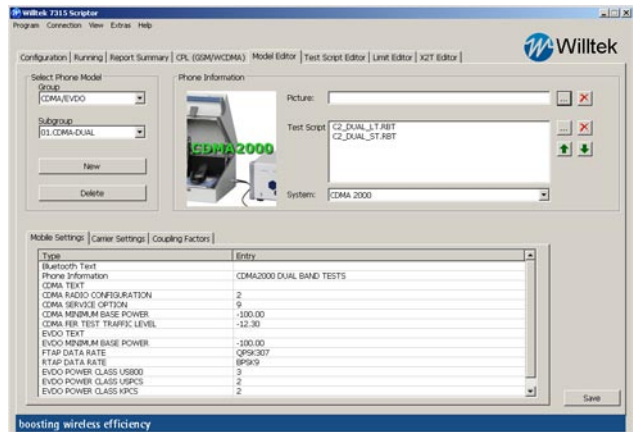 Willtek 7315 Scriptor
Program Connection View Extras Help
Willtek
Configuration Running Report Summary CPL (GSM/WCDMA) Model Editor Test Script Editor Limit Editor X2T Editor
Select Phone Model
Group
CDMA/EVDO
Subgroup
01.CDMA-DUAL
New
Delete
Phone Information
CDMA2000
Picture:
...
Test Script
C2_DUAL_LT.RBT
C2_DUAL_ST.RBT
...
System:
CDMA 2000
Mobile Settings Carrier Settings Coupling Factors
Type Entry
Bluetooth Text
Phone Information CDMA2000 DUAL BAND TESTS
CDMA TEXT
CDMA RADIO CONFIGURATION 2
CDMA SERVICE OPTION 9
CDMA MINIMUM BASE POWER -100.00
CDMA FER TEST TRAFFIC LEVEL -12.30
EVDO TEXT
EVDO MINIMUM BASE POWER -100.00
FTAP DATA RATE QPSK307
RTAP DATA RATE BPSK9
EVDO POWER CLASS US800 3
EVDO POWER CLASS USPCS 2
EVDO POWER CLASS KPCS 2
Save
boosting wireless efficiency